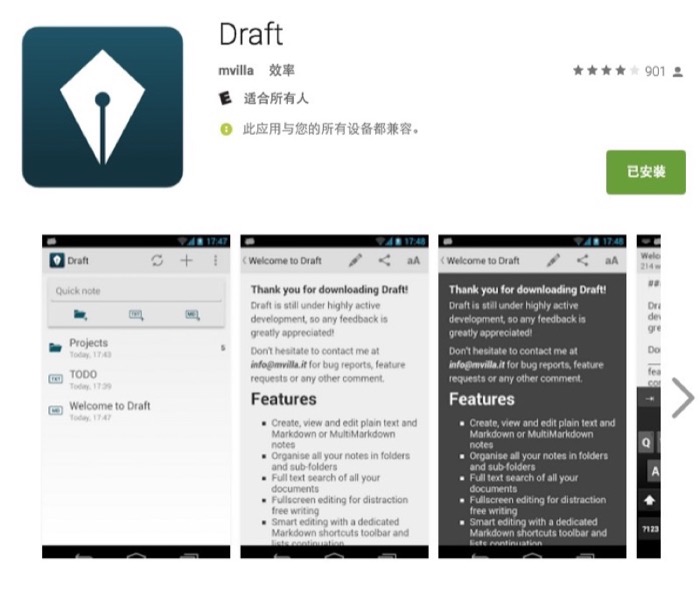 Draft
mvilla 效率
901
适合所有人
此应用与您的所有设备都兼容。
已安装
17:47
Draft
Quick note
TXT
MD
Projects
Today, 17:43
5
TXT
TODO
Today, 17:39
MD
Welcome to Draft
Today, 17:47
17:48
Welcome to Draft
aA
Thank you for downloading Draft!
Draft is still under highly active
development, so any feedback is
greatly appreciated!
Don't hesitate to contact me at
info@mvilla.it for bug reports, feature
requests or any other comment.
Features
Create, view and edit plain text and
Markdown or MultiMarkdown
notes
Organise all your notes in folders
and sub-folders
Full text search of all your
documents
Fullscreen editing for distraction
free writing
Smart editing with a dedicated
Markdown shortcuts toolbar and
lists continuation
17:48
Welcome to Draft
aA
Thank you for downloading Draft!
Draft is still under highly active
development, so any feedback is
greatly appreciated!
Don't hesitate to contact me at
info@mvilla.it for bug reports, feature
requests or any other comment.
Features
Create, view and edit plain text and
Markdown or MultiMarkdown
notes
Organise all your notes in folders
and sub-folders
Full text search of all your
documents
Fullscreen editing for distraction
free writing
Smart editing with a dedicated
Markdown shortcuts toolbar and
lists continuation
Welc
214 w
##
Dra
dev
gre
Do
fea
Q
A
?123